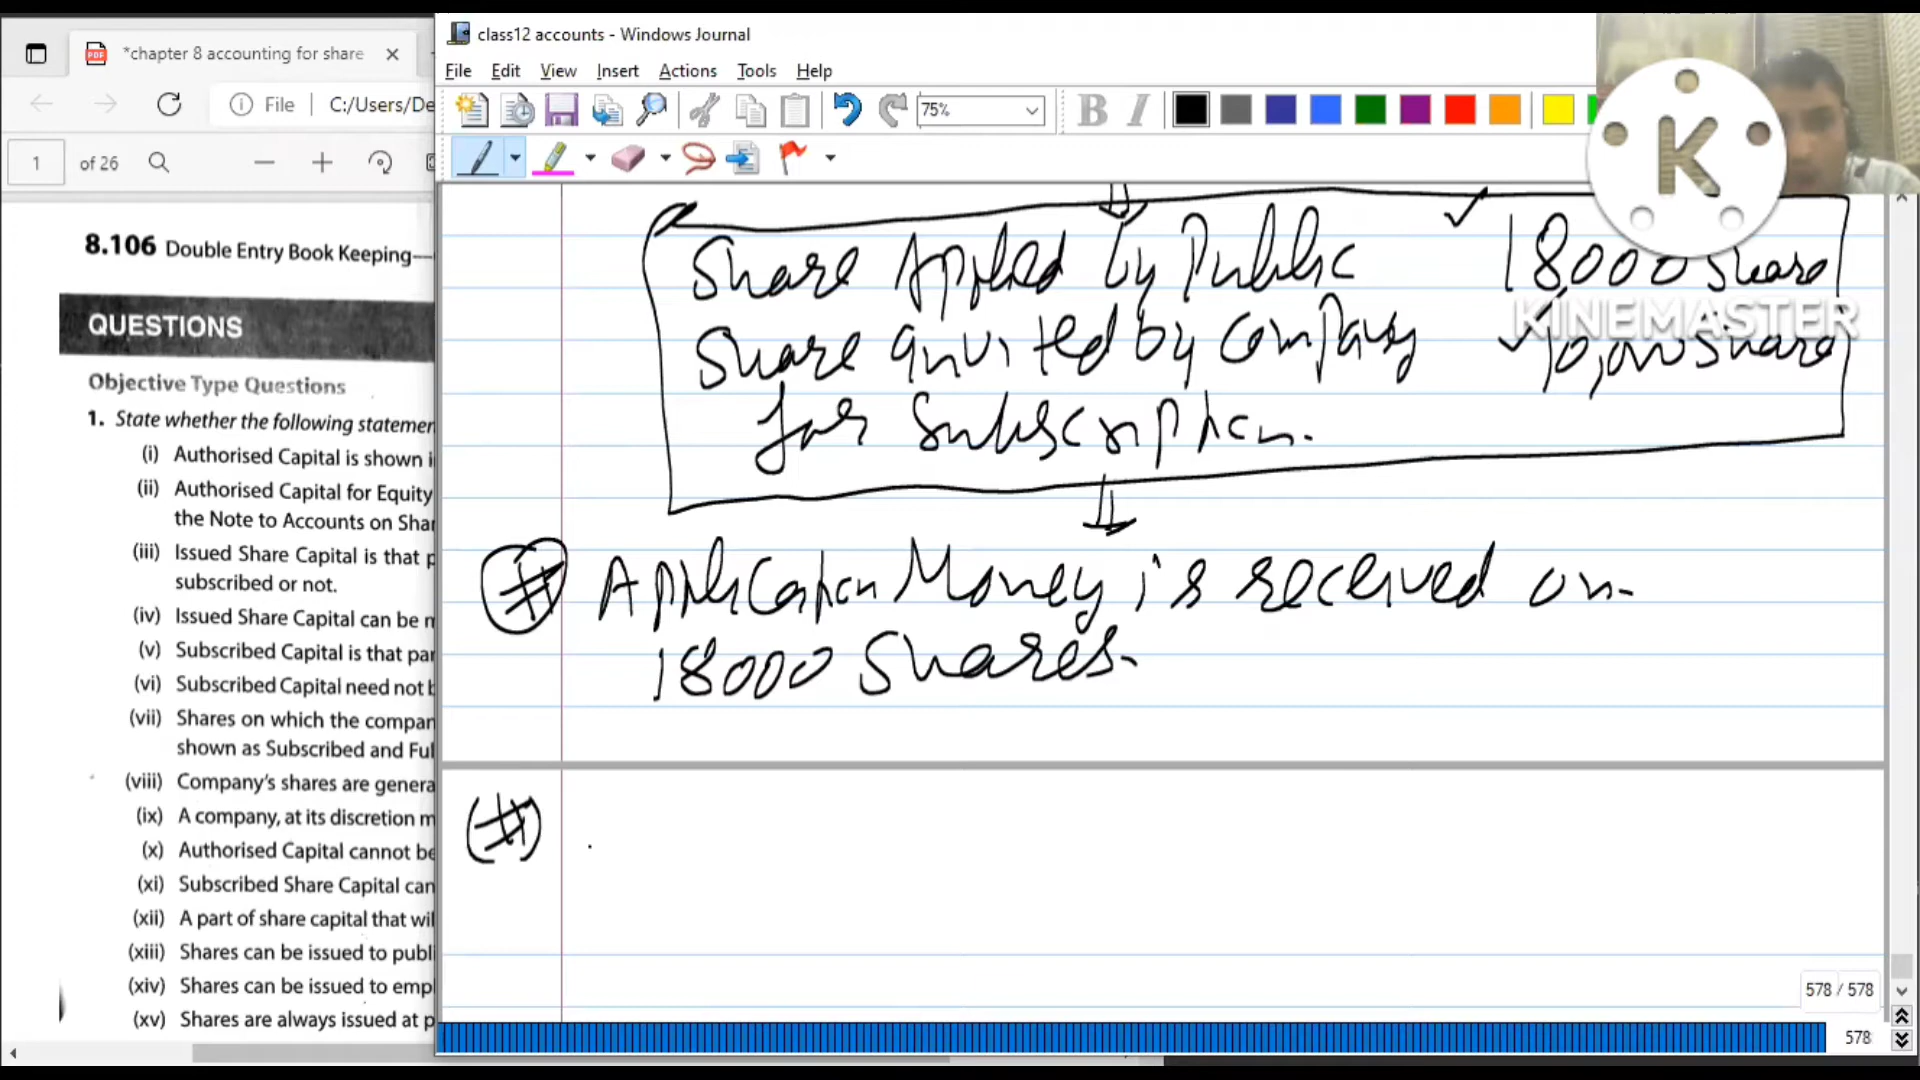 *chapter 8 accounting for share
class12 accounts - Windows Journal
File Edit View Insert Actions Tools Help
File C:/Users/De
75%
B I
K
1 of 26
KINEMASTER
8.106 Double Entry Book Keeping—
QUESTIONS
Objective Type Questions
1. State whether the following statemen
(i) Authorised Capital is shown i
(ii) Authorised Capital for Equity
the Note to Accounts on Shar
(iii) Issued Share Capital is that p
subscribed or not.
(iv) Issued Share Capital can be m
(v) Subscribed Capital is that par
(vi) Subscribed Capital need not b
(vii) Shares on which the compan
shown as Subscribed and Ful
(viii) Company's shares are genera
(ix) A company, at its discretion m
(x) Authorised Capital cannot be
(xi) Subscribed Share Capital can
(xii) A part of share capital that wil
(xiii) Shares can be issued to publi
(xiv) Shares can be issued to empl
(xv) Shares are always issued at p
Share Applied by Public 18000 Share
Share invited by Company 10,000 Share
for Subscription.
# Application Money is received on
18000 Shares.
(#)
578 / 578
578